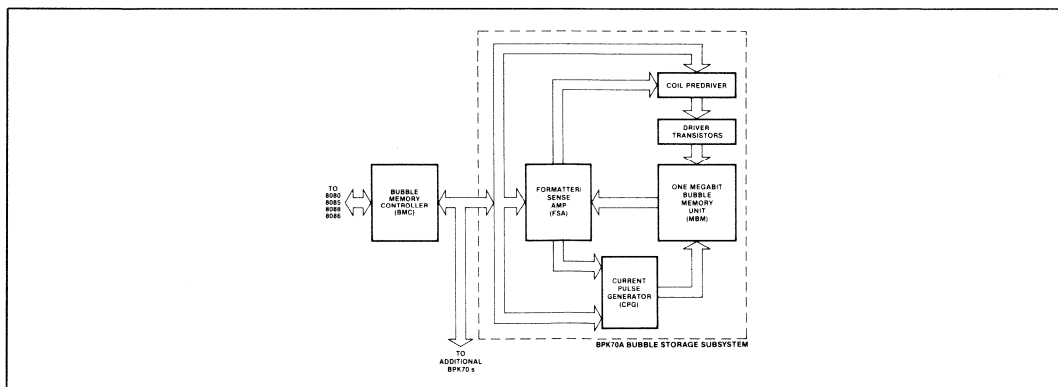 COIL PREDRIVER
DRIVER
TRANSISTORS
TO
8080
8085
8088
8086
BUBBLE
MEMORY
CONTROLLER
(BMC)
FORMATTER/
SENSE
AMP
(FSA)
ONE MEGABIT
BUBBLE
MEMORY
UNIT
(MBM)
CURRENT
PULSE
GENERATOR
(CPG)
BPK70A BUBBLE STORAGE SUBSYSTEM
TO
ADDITIONAL
BPK70 s